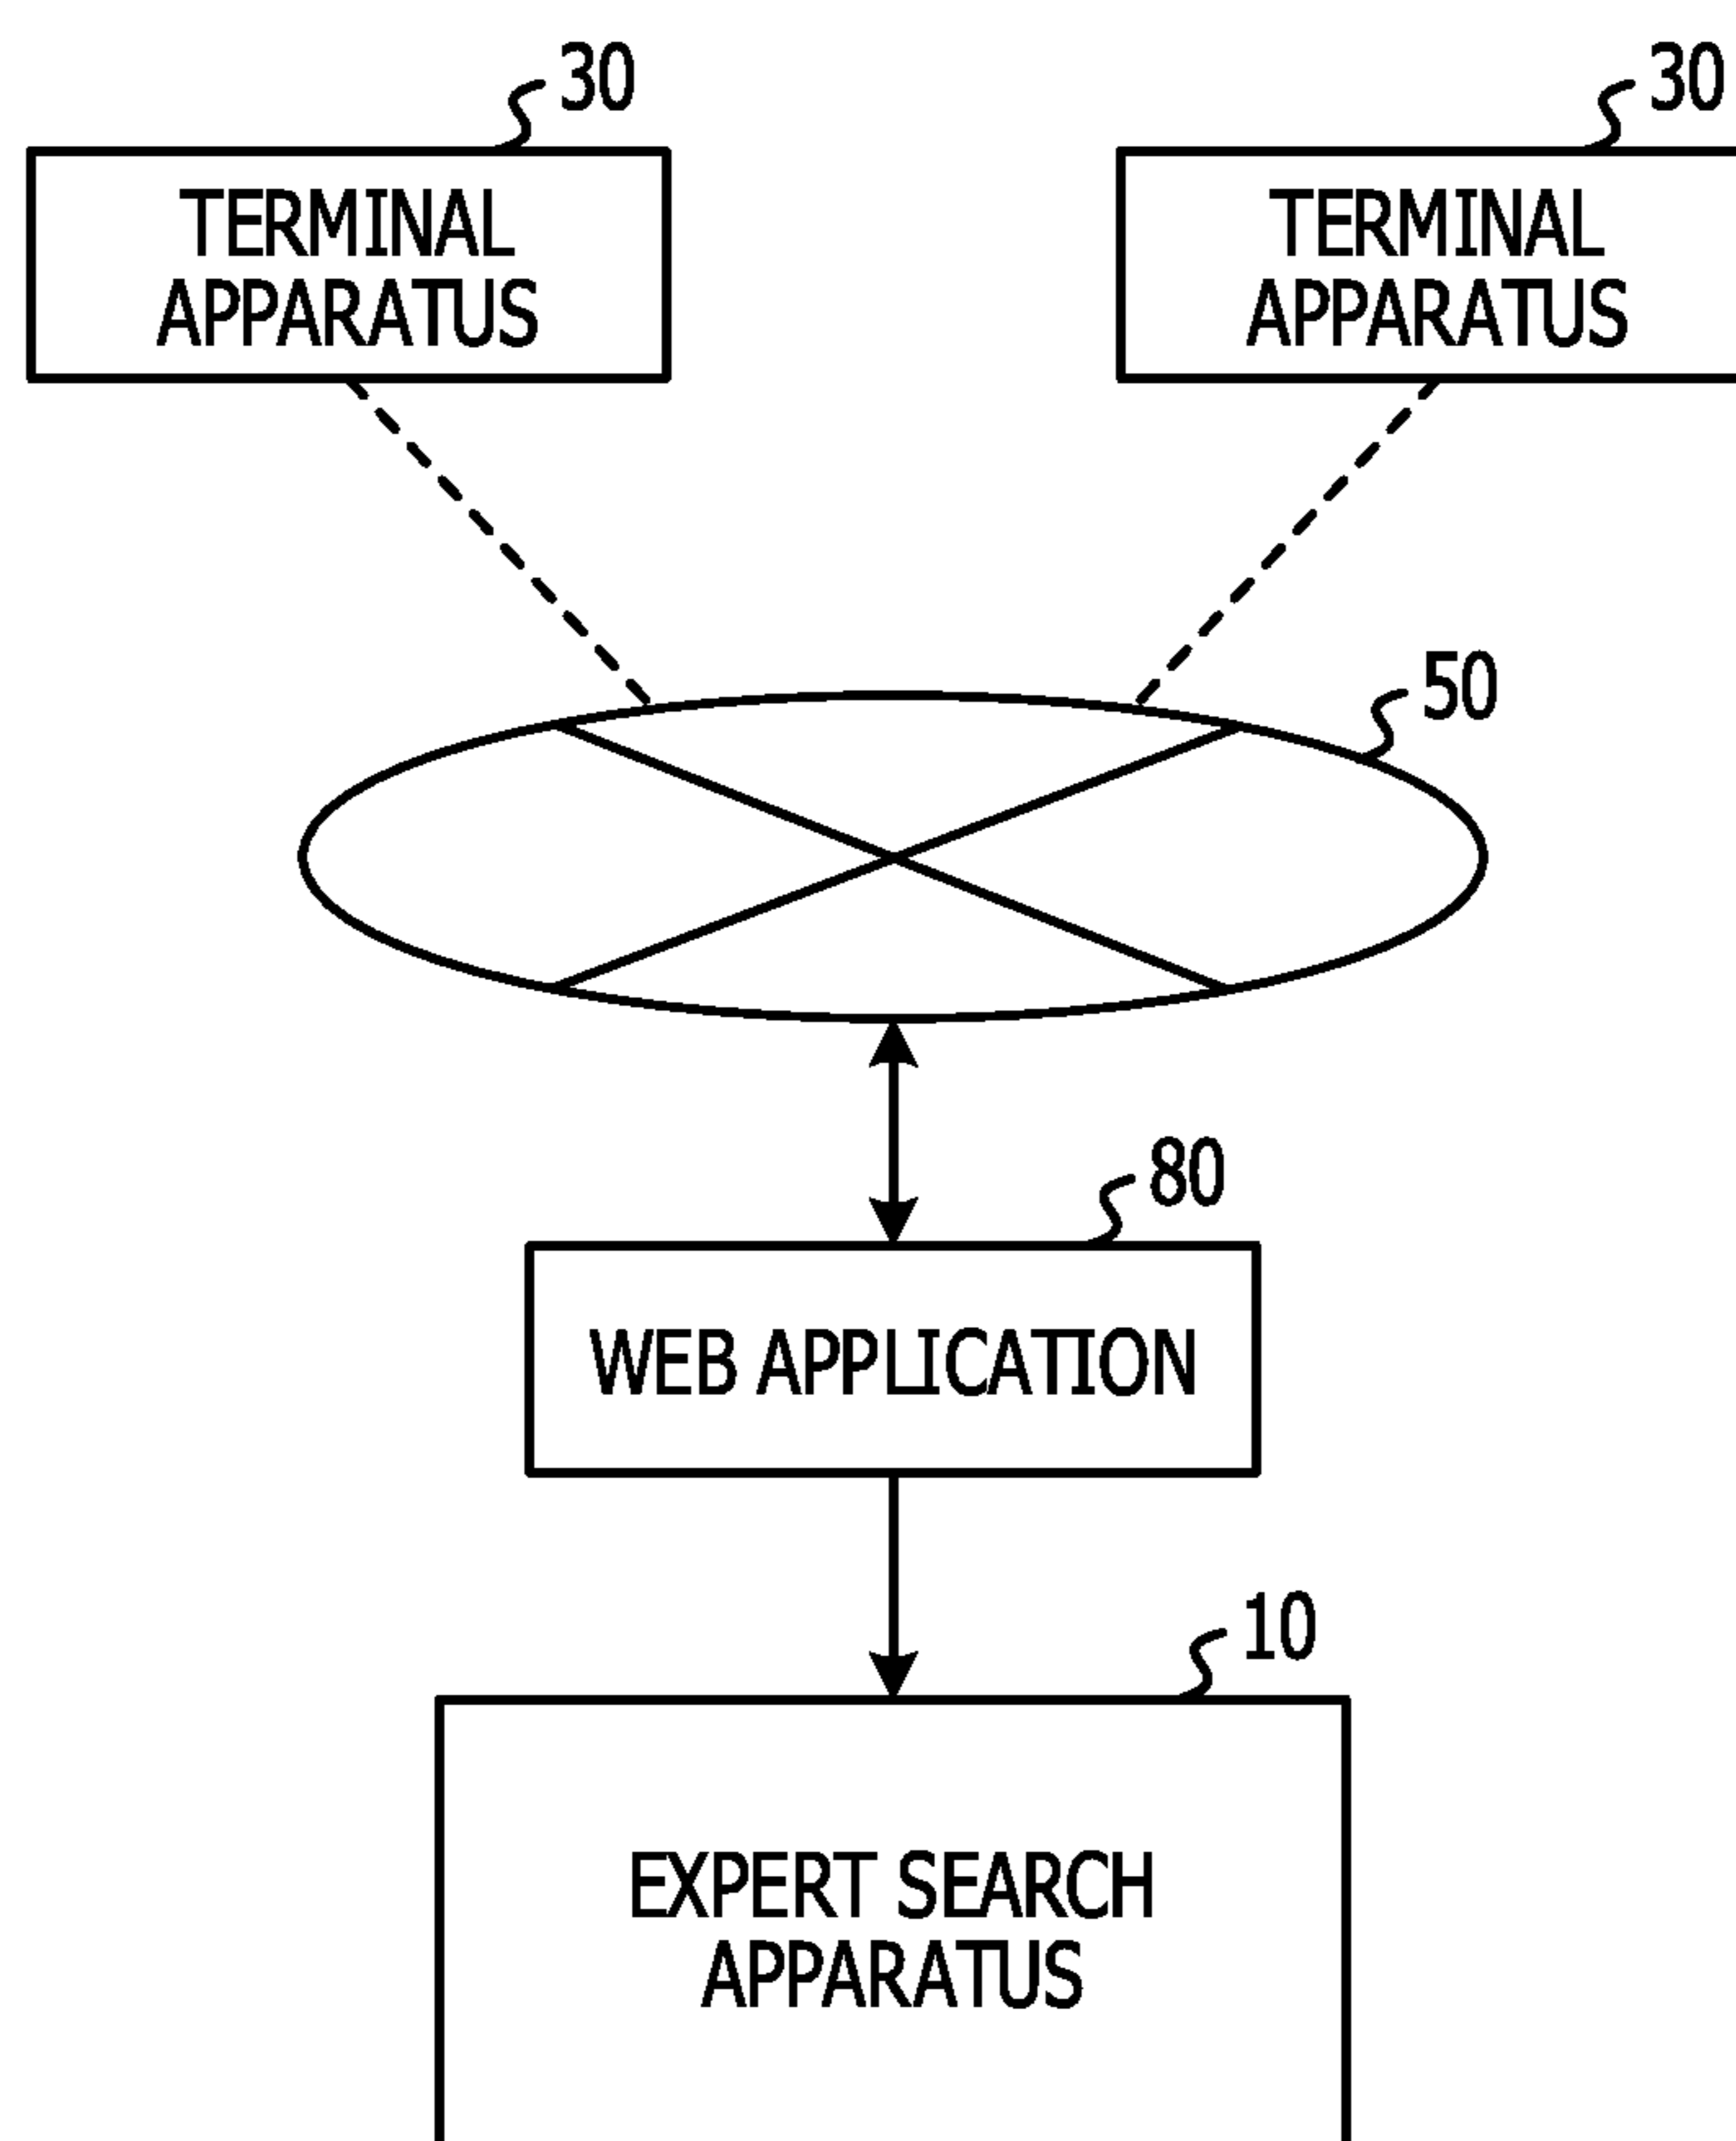 30
30
TERMINAL
APPARATUS
TERMINAL
APPARATUS
50
80
WEB APPLICATION
10
EXPERT SEARCH
APPARATUS